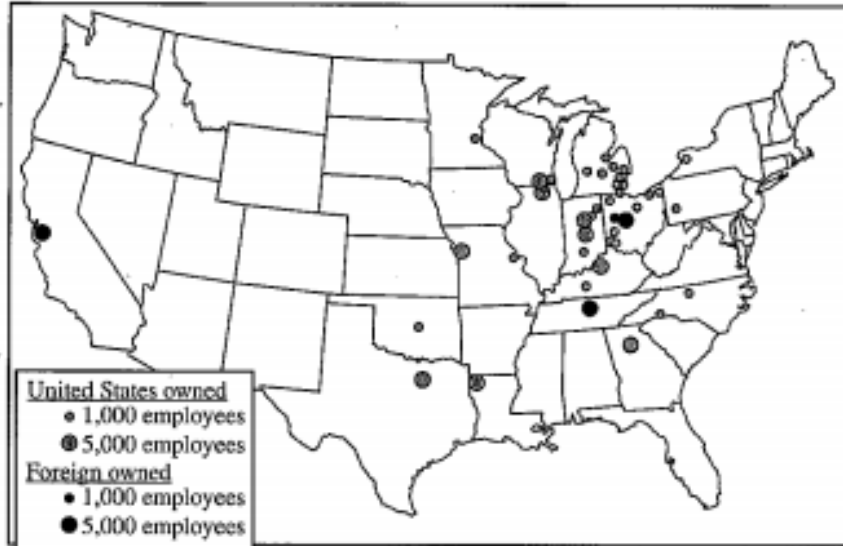 United States owned
1,000 employees
5,000 employees
Foreign owned
1,000 employees
5,000 employees